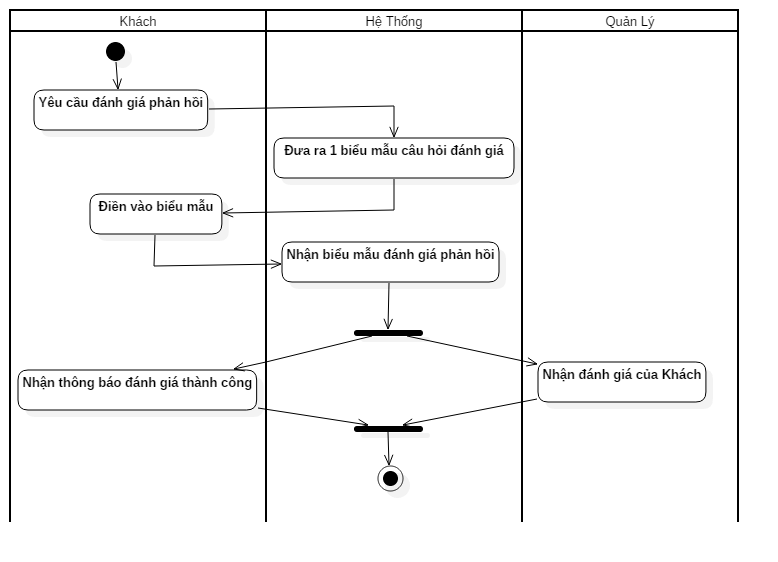 Khách
Hệ Thống
Quản Lý
Yêu cầu đánh giá phản hồi
Đưa ra 1 biểu mẫu câu hỏi đánh giá
Điền vào biểu mẫu
Nhận biểu mẫu đánh giá phản hồi
Nhận thông báo đánh giá thành công
Nhận đánh giá của Khách